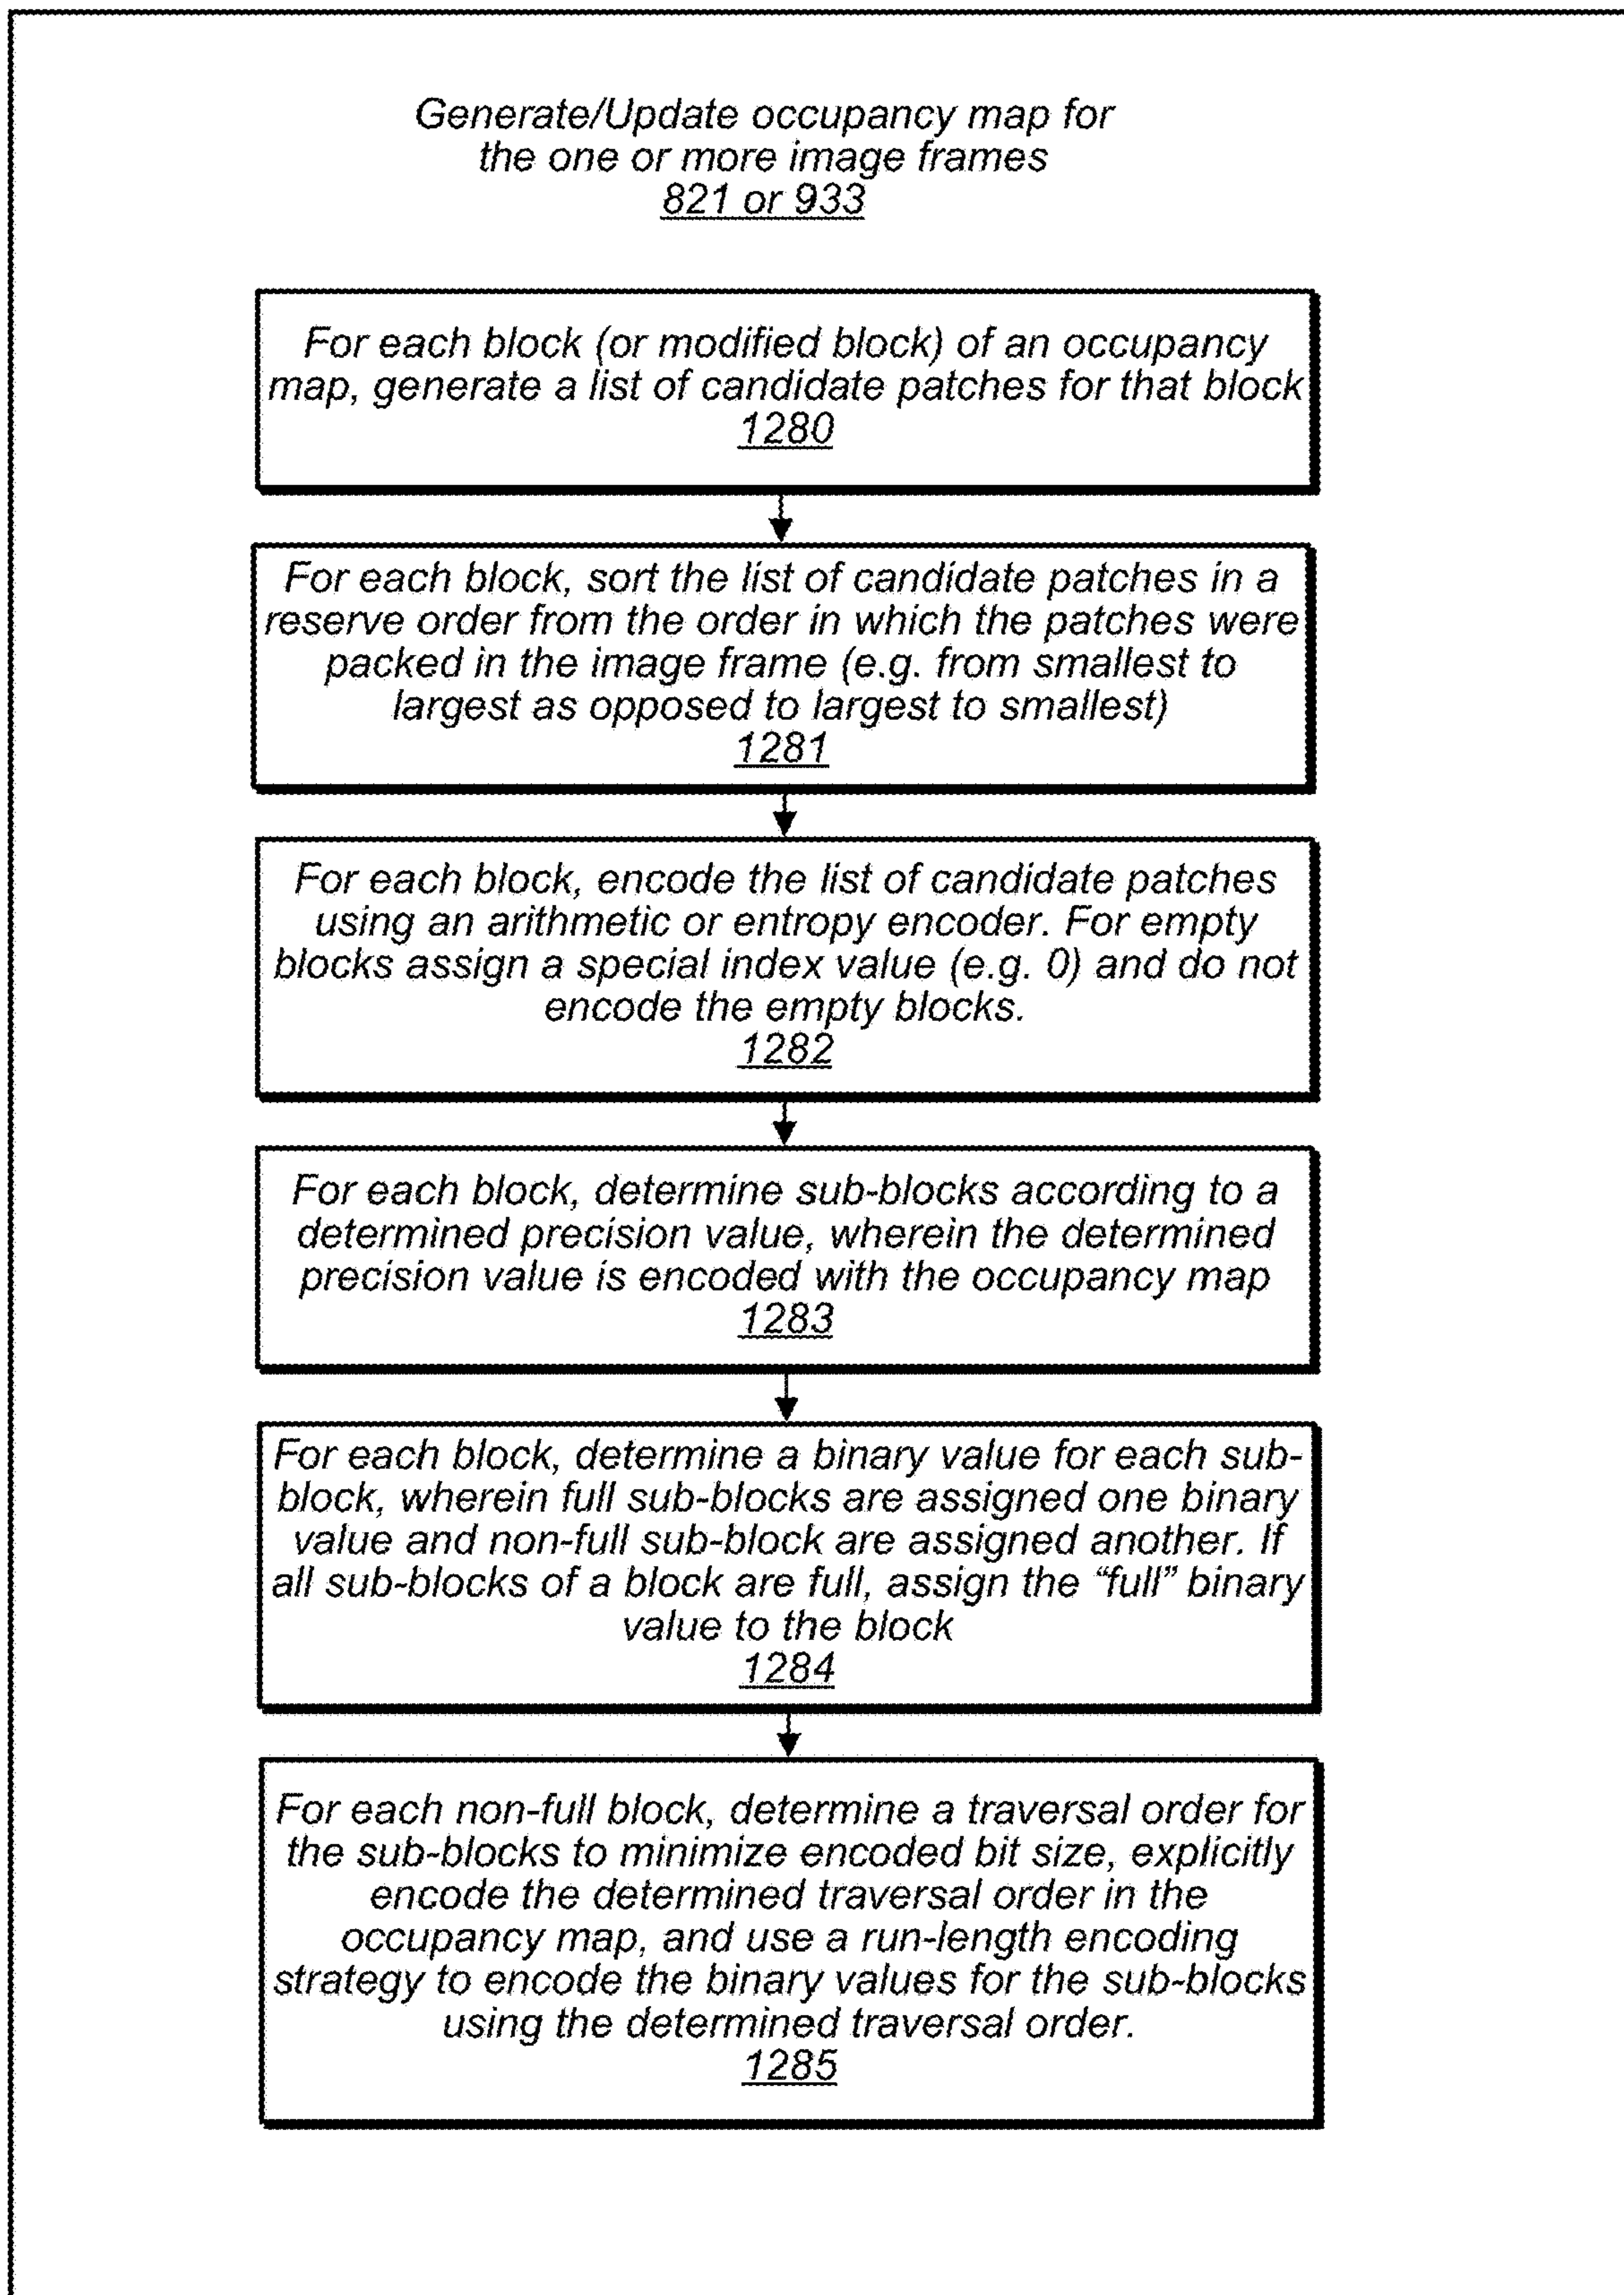 Generate/Update occupancy map for
the one or more image frames
821 or 933
For each block (or modified block) of an occupancy
map, generate a list of candidate patches for that block
1280
For each block, sort the list of candidate patches in a
reserve order from the order in which the patches were
packed in the image frame (e.g. from smallest to
largest as opposed to largest to smallest)
1281
For each block, encode the list of candidate patches
using an arithmetic or entropy encoder. For empty
blocks assign a special index value (e.g. 0) and do not
encode the empty blocks.
1282
For each block, determine sub-blocks according to a
determined precision value, wherein the determined
precision value is encoded with the occupancy map
1283
For each block, determine a binary value for each sub-
block, wherein full sub-blocks are assigned one binary
value and non-full sub-block are assigned another. If
all sub-blocks of a block are full, assign the “full” binary
value to the block
1284
For each non-full block, determine a traversal order for
the sub-blocks to minimize encoded bit size, explicitly
encode the determined traversal order in the
occupancy map, and use a run-length encoding
strategy to encode the binary values for the sub-blocks
using the determined traversal order.
1285